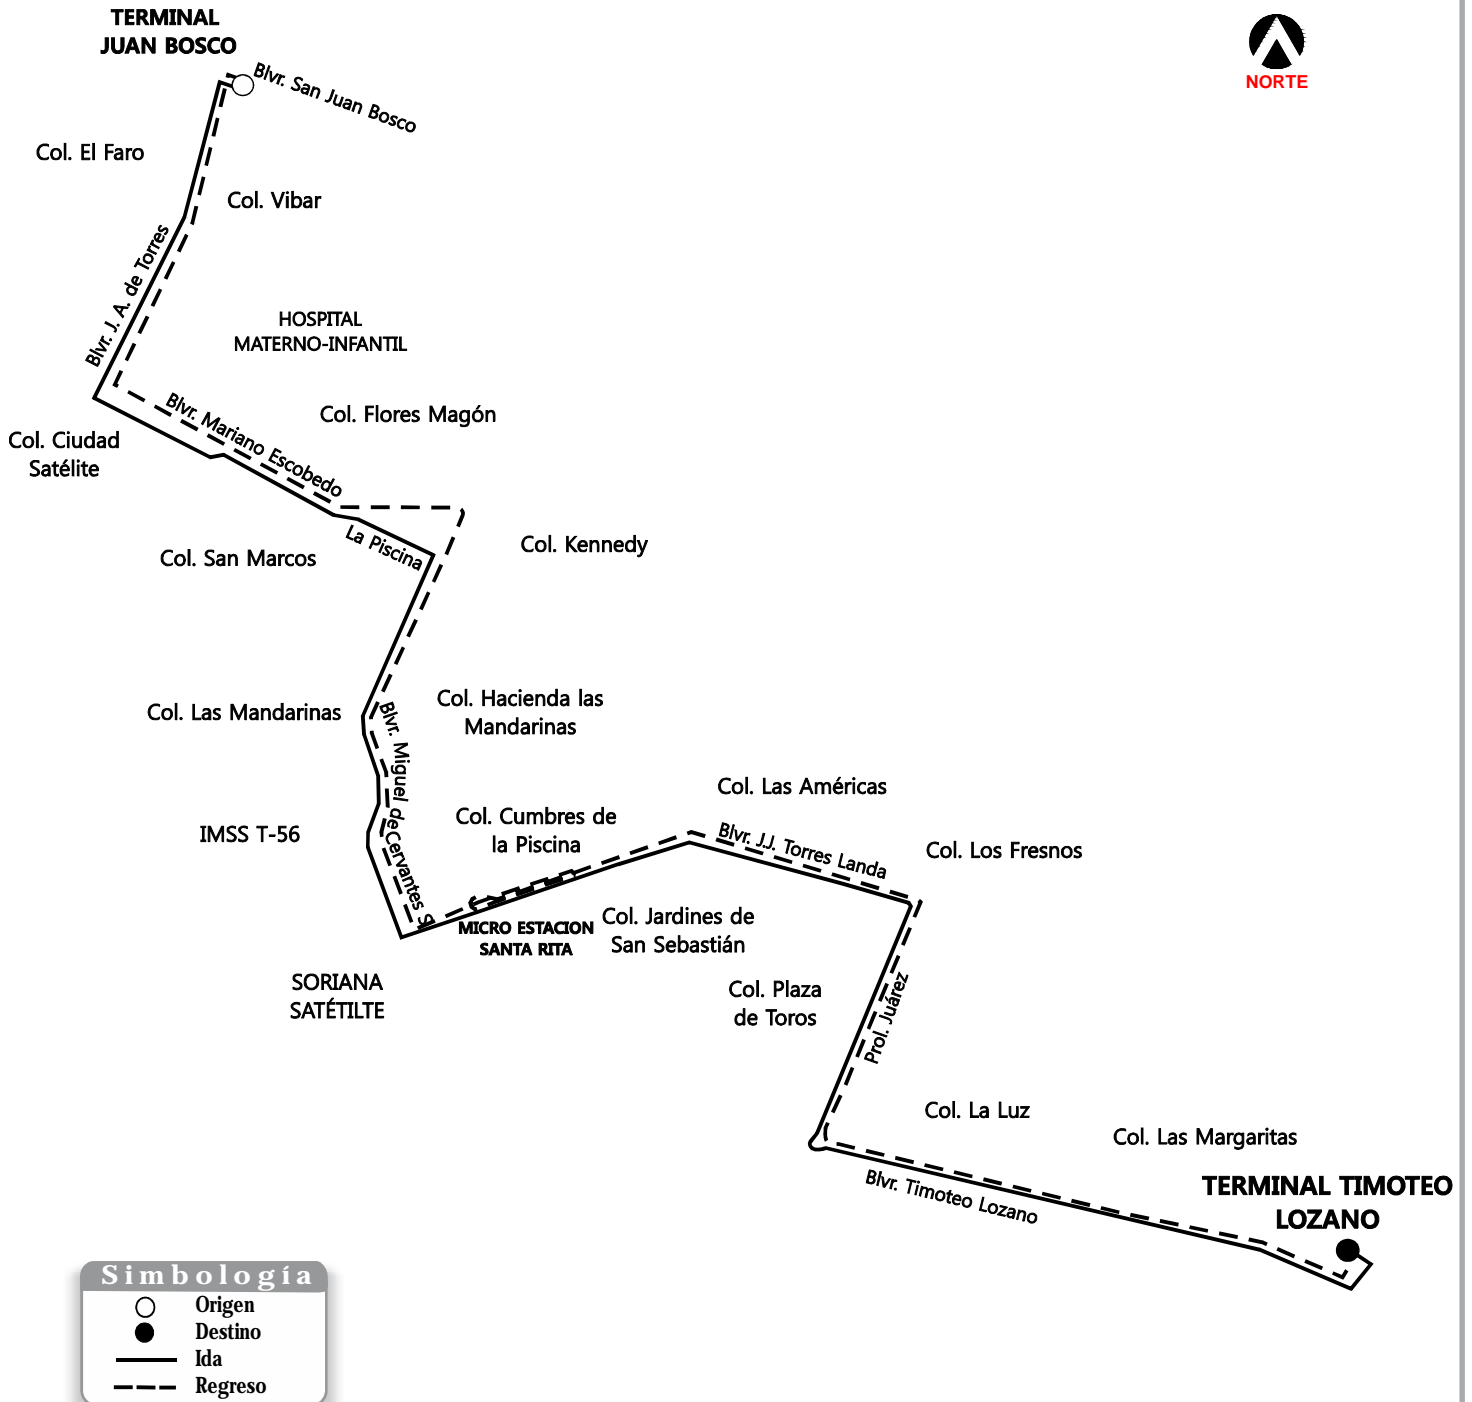 TERMINAL
JUAN BOSCO
NORTE
Blvr. San Juan Bosco
Col. El Faro
Col. Vibar
Blvr. J. A. de Torres
HOSPITAL
MATERNO-INFANTIL
Blvr. Mariano Escobedo
Col. Flores Magón
Col. Ciudad
Satélite
La Piscina
Col. San Marcos
Col. Kennedy
Col. Las Mandarinas
Blvr. Miguel de Cervantes S.
Col. Hacienda las
Mandarinas
Col. Las Américas
IMSS T-56
Col. Cumbres de
la Piscina
Blvr. J.J. Torres Landa
Col. Los Fresnos
MICRO ESTACION
SANTA RITA
Col. Jardines de
San Sebastián
SORIANA
SATÉTILTE
Col. Plaza
de Toros
Prol. Juárez
Col. La Luz
Col. Las Margaritas
Blvr. Timoteo Lozano
TERMINAL TIMOTEO
LOZANO
Simbología
Origen
Destino
Ida
Regreso